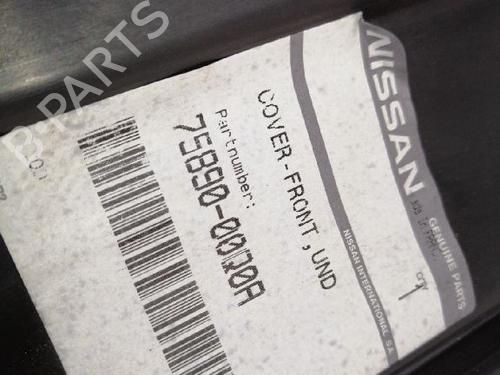 B-PARTS
NISSAN
GENUINE PARTS
NISSAN INTERNATIONAL S.A.
QTY
1
COVER-FRONT,UND
Partnumber:
75890-00Q0A